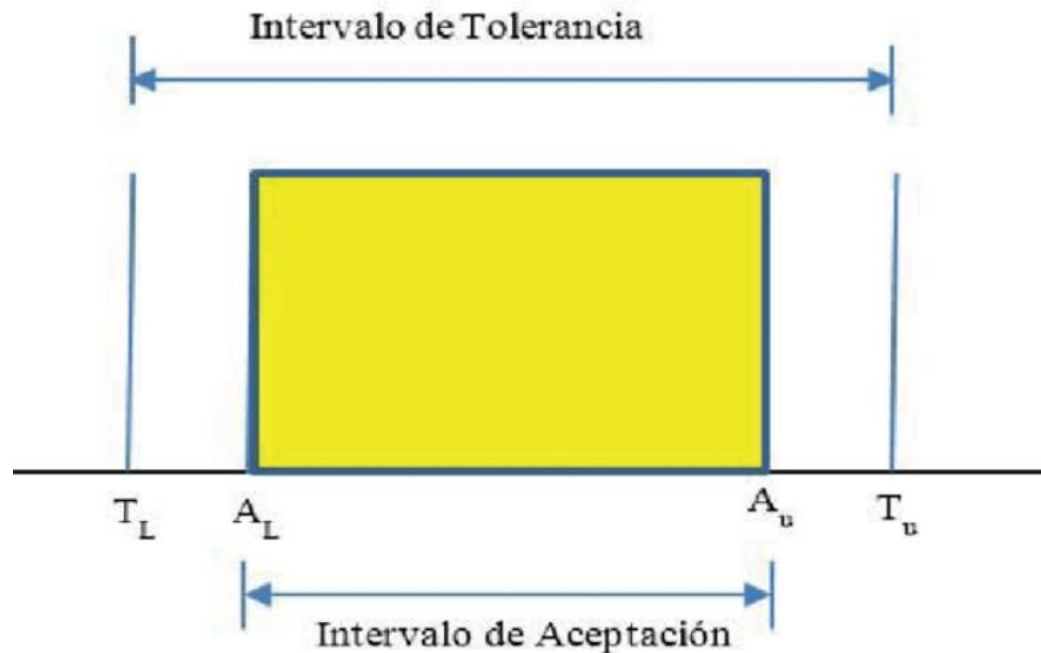 Intervalo de Tolerancia
T_L A_L A_u T_u
Intervalo de Aceptación